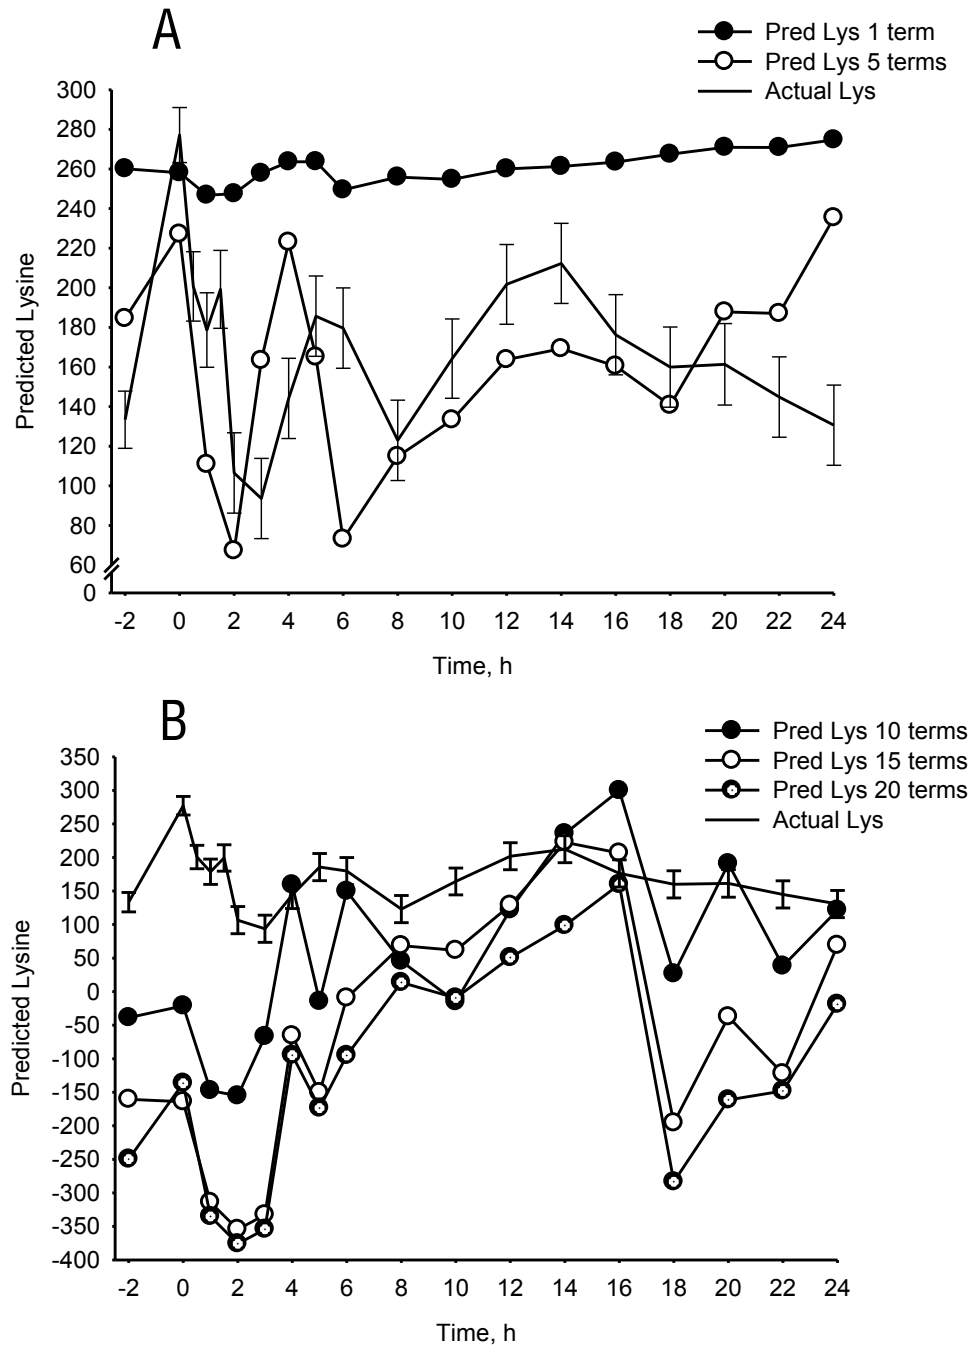 A
Pred Lys 1 term
Pred Lys 5 terms
Actual Lys
300
280
260
240
220
200
180
160
140
120
100
80
60
0
Predicted Lysine
-2 0 2 4 6 8 10 12 14 16 18 20 22 24
Time, h
B
Pred Lys 10 terms
Pred Lys 15 terms
Pred Lys 20 terms
Actual Lys
350
300
250
200
150
100
50
0
-50
-100
-150
-200
-250
-300
-350
-400
Predicted Lysine
-2 0 2 4 6 8 10 12 14 16 18 20 22 24
Time, h